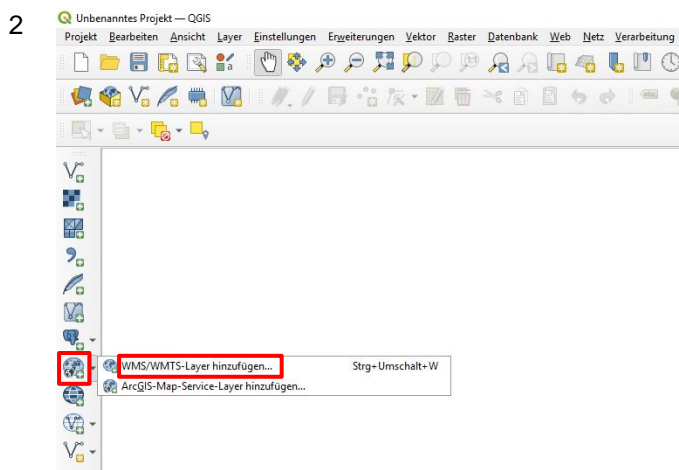 2
Unbenanntes Projekt — QGIS
Projekt Bearbeiten Ansicht Layer Einstellungen Erweiterungen Vektor Raster Datenbank Web Netz Verarbeitung
WMS/WMTS-Layer hinzufügen... Strg+Umschalt+W
ArcGIS-Map-Service-Layer hinzufügen...